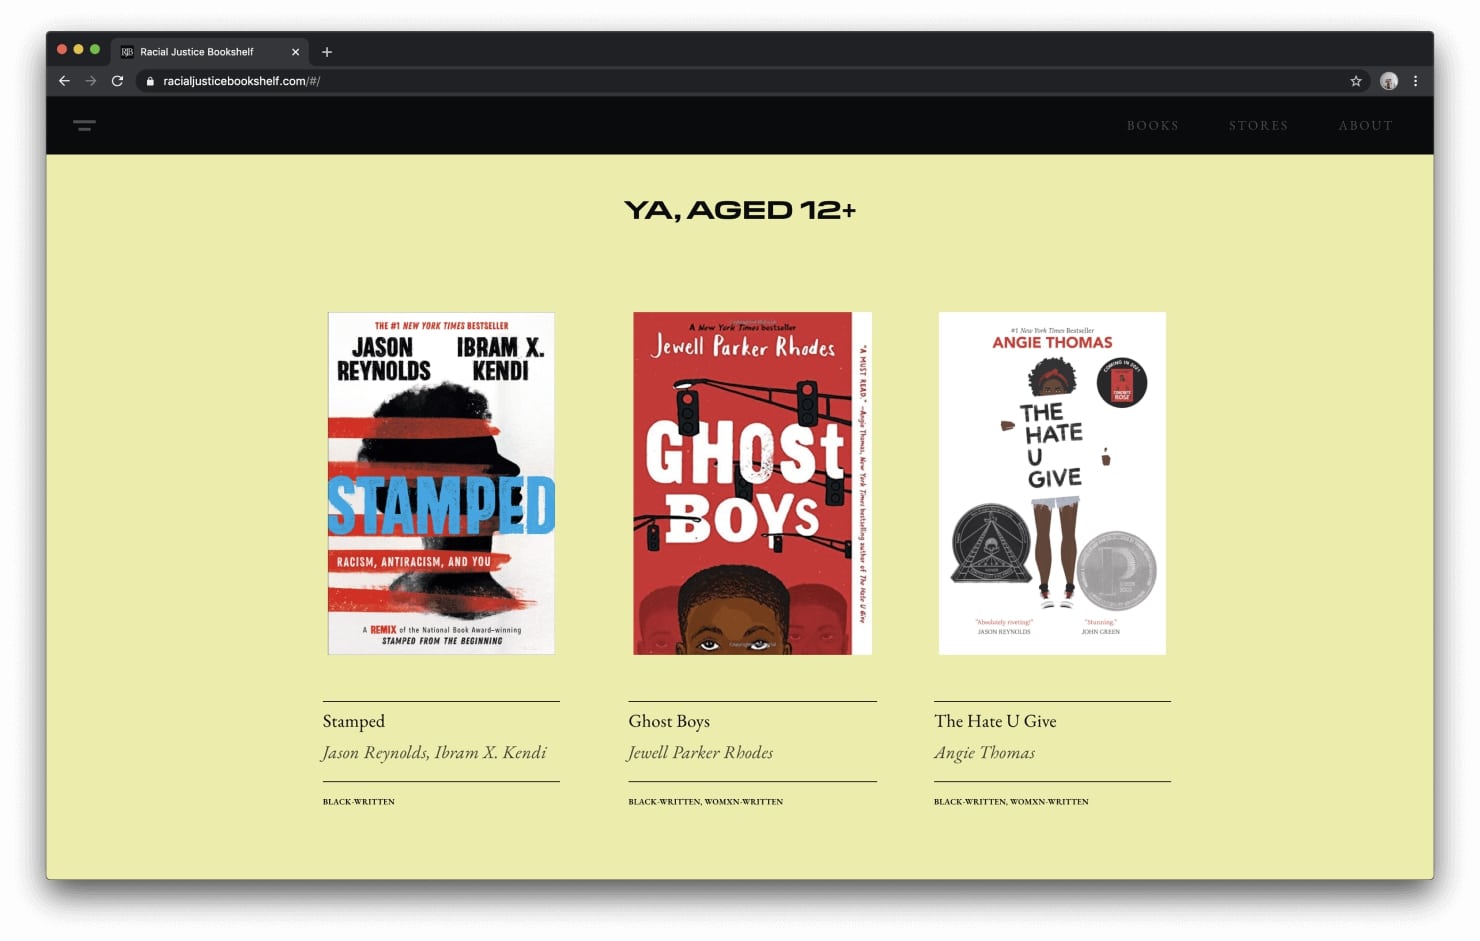 RJB Racial Justice Bookshelf
racialjusticebookshelf.com/#/
BOOKS STORES ABOUT
YA, AGED 12+
THE #1 NEW YORK TIMES BESTSELLER
JASON REYNOLDS
IBRAM X. KENDI
STAMPED
RACISM, ANTIRACISM, AND YOU
A REMIX of the National Book Award–winning
STAMPED FROM THE BEGINNING
A New York Times bestseller
Jewell Parker Rhodes
GHOST
BOYS
"A MUST READ." —Angie Thomas, New York Times bestselling author of The Hate U Give
#1 New York Times Bestseller
ANGIE THOMAS
COMING IN 2021
ROSE
THE
HATE
U
GIVE
HONOR
"Absolutely riveting!"
JASON REYNOLDS
"Stunning."
JOHN GREEN
Stamped
Jason Reynolds, Ibram X. Kendi
BLACK-WRITTEN
Ghost Boys
Jewell Parker Rhodes
BLACK-WRITTEN, WOMXN-WRITTEN
The Hate U Give
Angie Thomas
BLACK-WRITTEN, WOMXN-WRITTEN